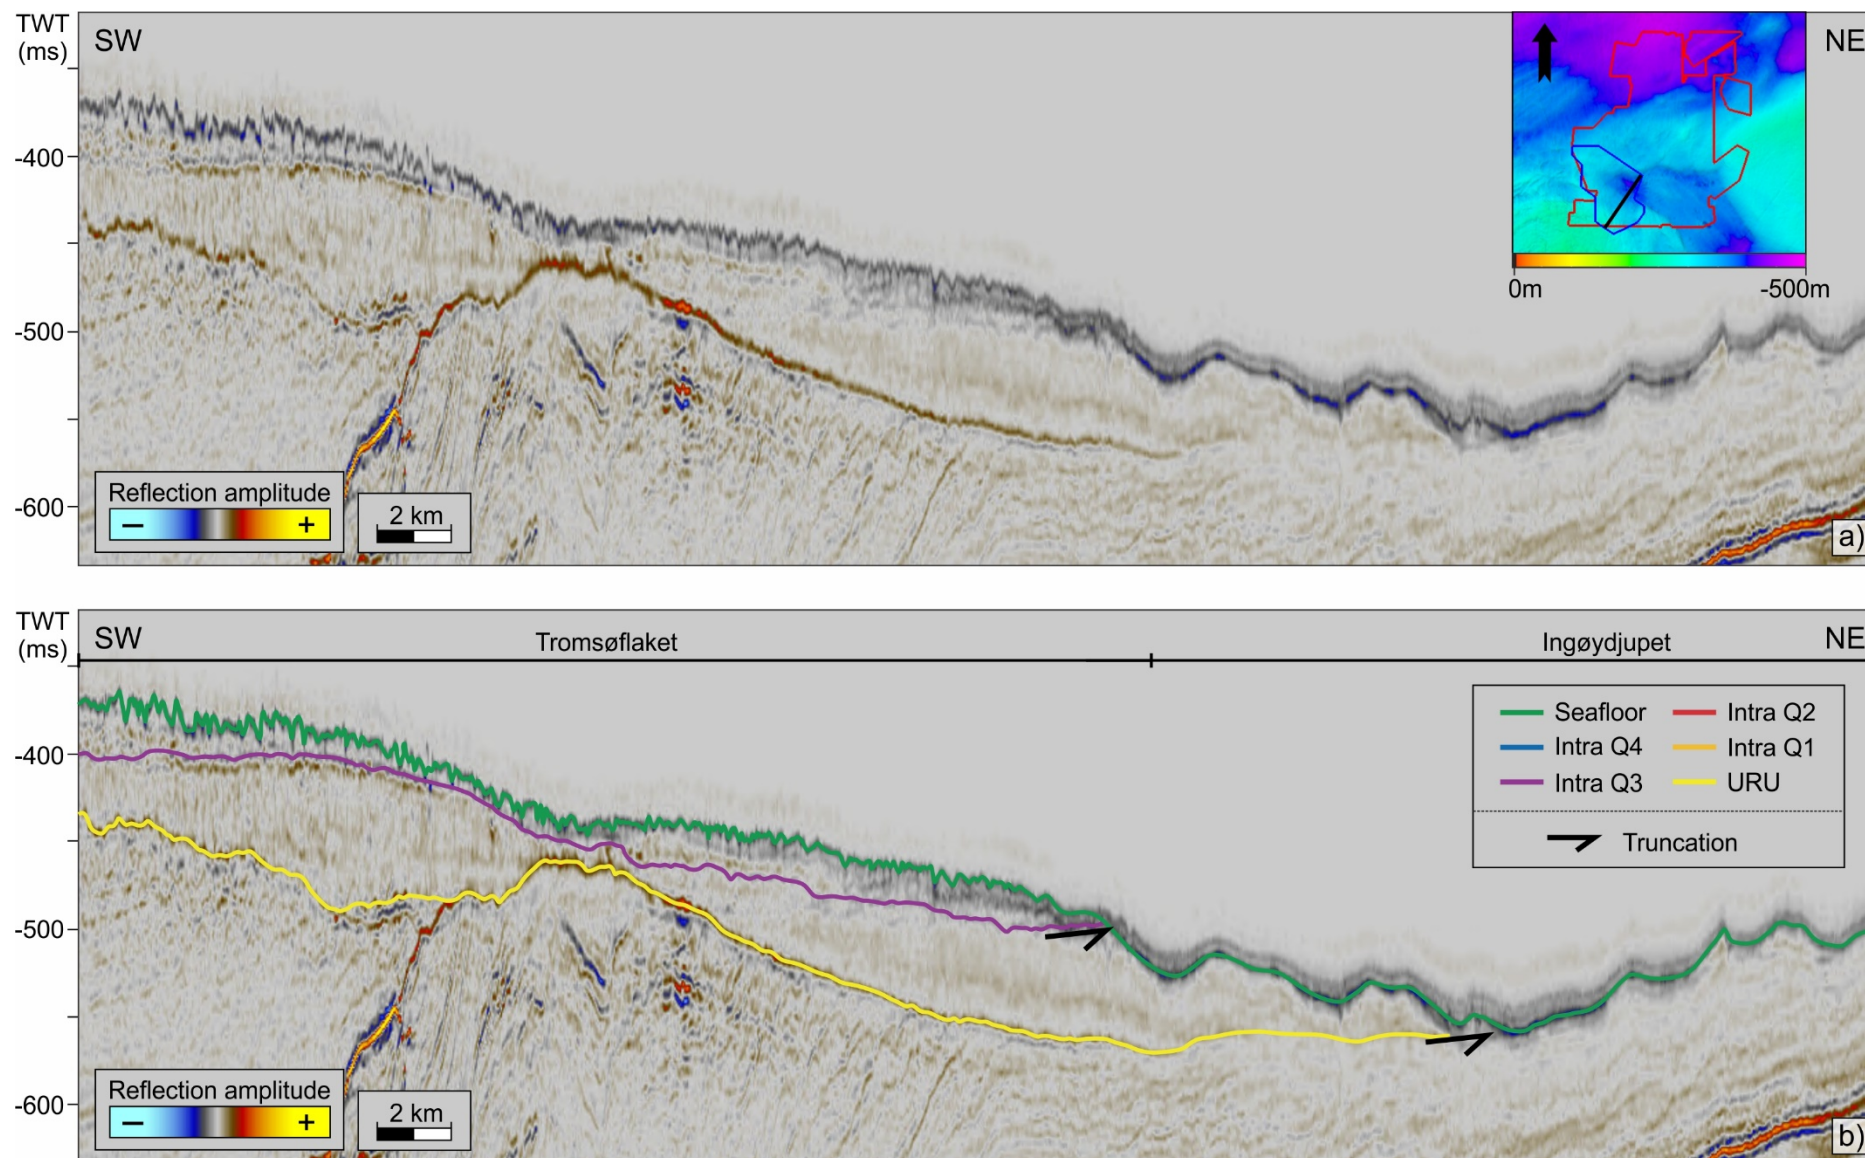 TWT
(ms)
SW
NE
-400
-500
-600
0m
-500m
Reflection amplitude
– +
2 km
a)
TWT
(ms)
SW
Tromsøflaket
Ingøydjupet
NE
Seafloor
Intra Q2
Intra Q4
Intra Q1
Intra Q3
URU
Truncation
-400
-500
-600
Reflection amplitude
– +
2 km
b)